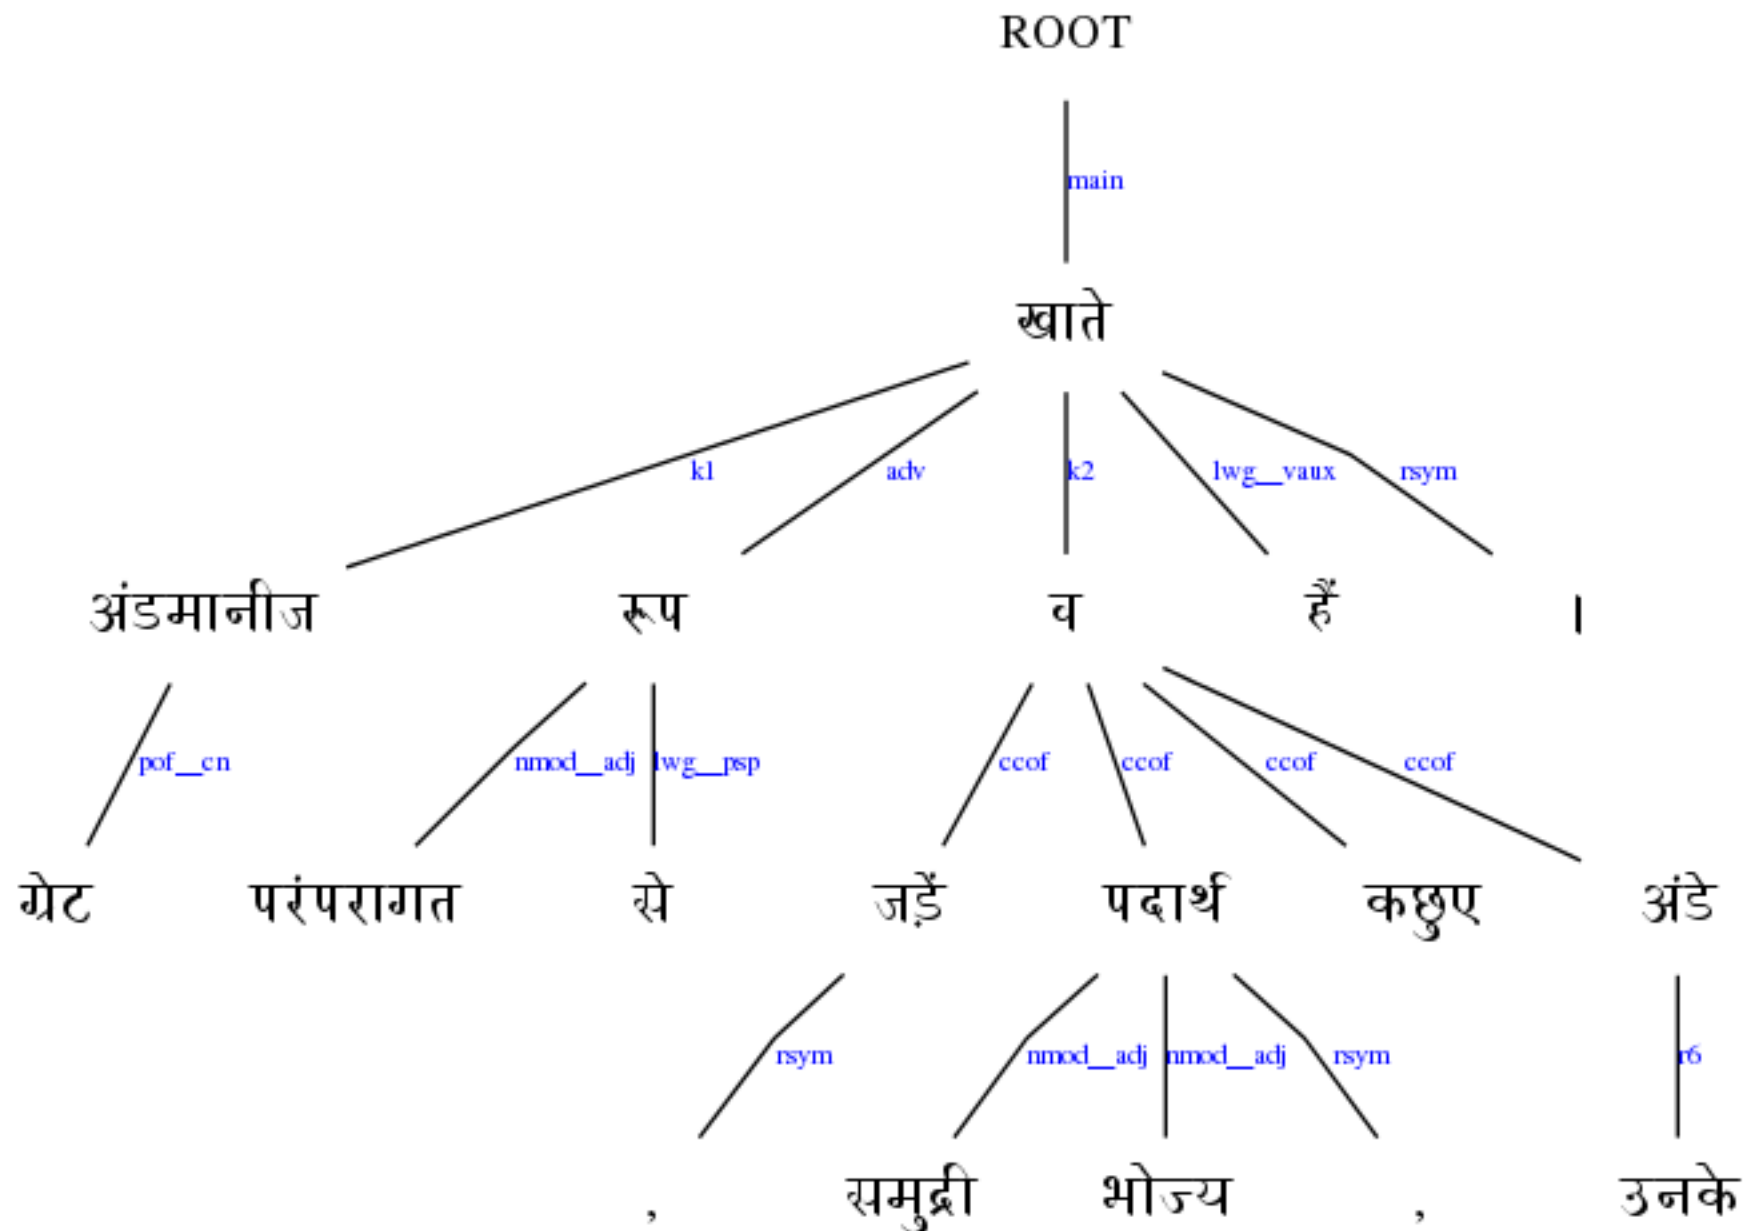 ROOT
main
खाते
k1 adv k2 lwg__vaux rsym
अंडमानीज रूप व हैं ।
pof__cn nmod__adj lwg__psp ccof ccof ccof ccof
ग्रेट परंपरागत से जड़ें पदार्थ कछुए अंडे
rsym nmod__adj nmod__adj rsym r6
, समुद्री भोज्य , उनके